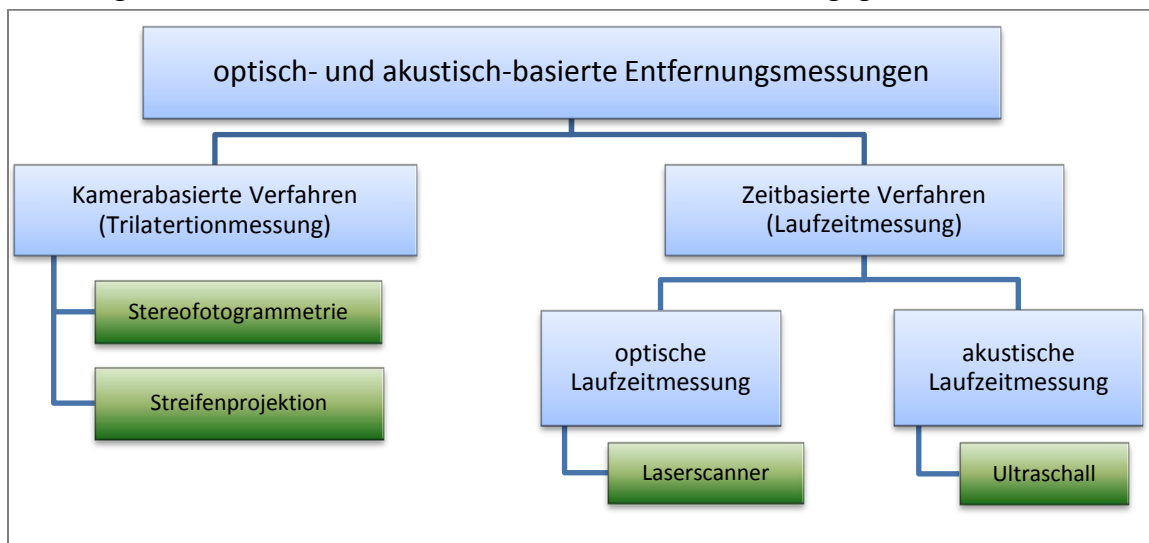 optisch- und akustisch-basierte Entfernungsmessungen
Kamerabasierte Verfahren
(Trilatertionmessung)
Stereofotogrammetrie
Streifenprojektion
Zeitbasierte Verfahren
(Laufzeitmessung)
optische
Laufzeitmessung
Laserscanner
akustische
Laufzeitmessung
Ultraschall